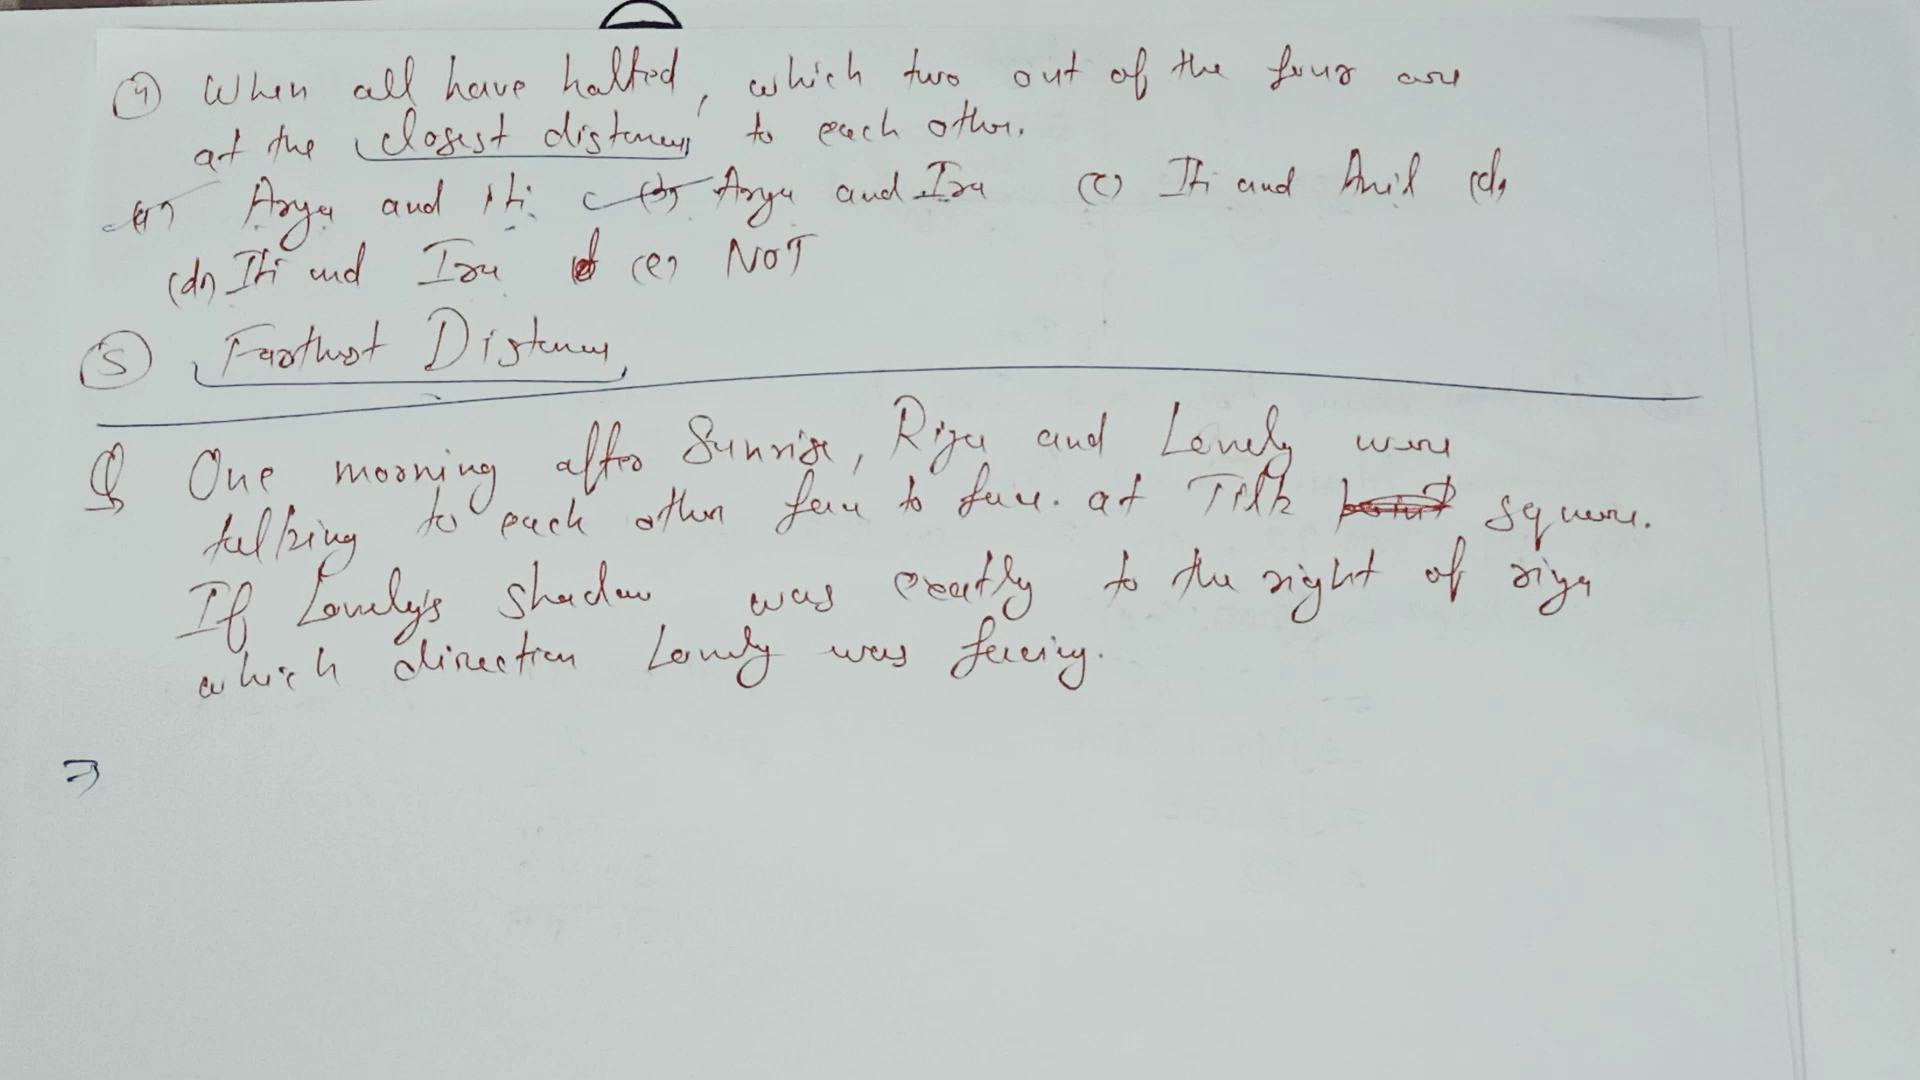 (4) When all have halted, which two out of the four are
at the closest distance to each other.
(a) Arya and Iti (b) Arya and Ira (c) Iti and Anil (d)
(d) Iti and Ira (e) NOT
(5) Farthest Distance
Q One morning after Sunrise, Riya and Lovely were
talking to each other face to face. at Tilk square.
If Lovely's shadow was exactly to the right of riya
which direction Lovely was facing.
⇒